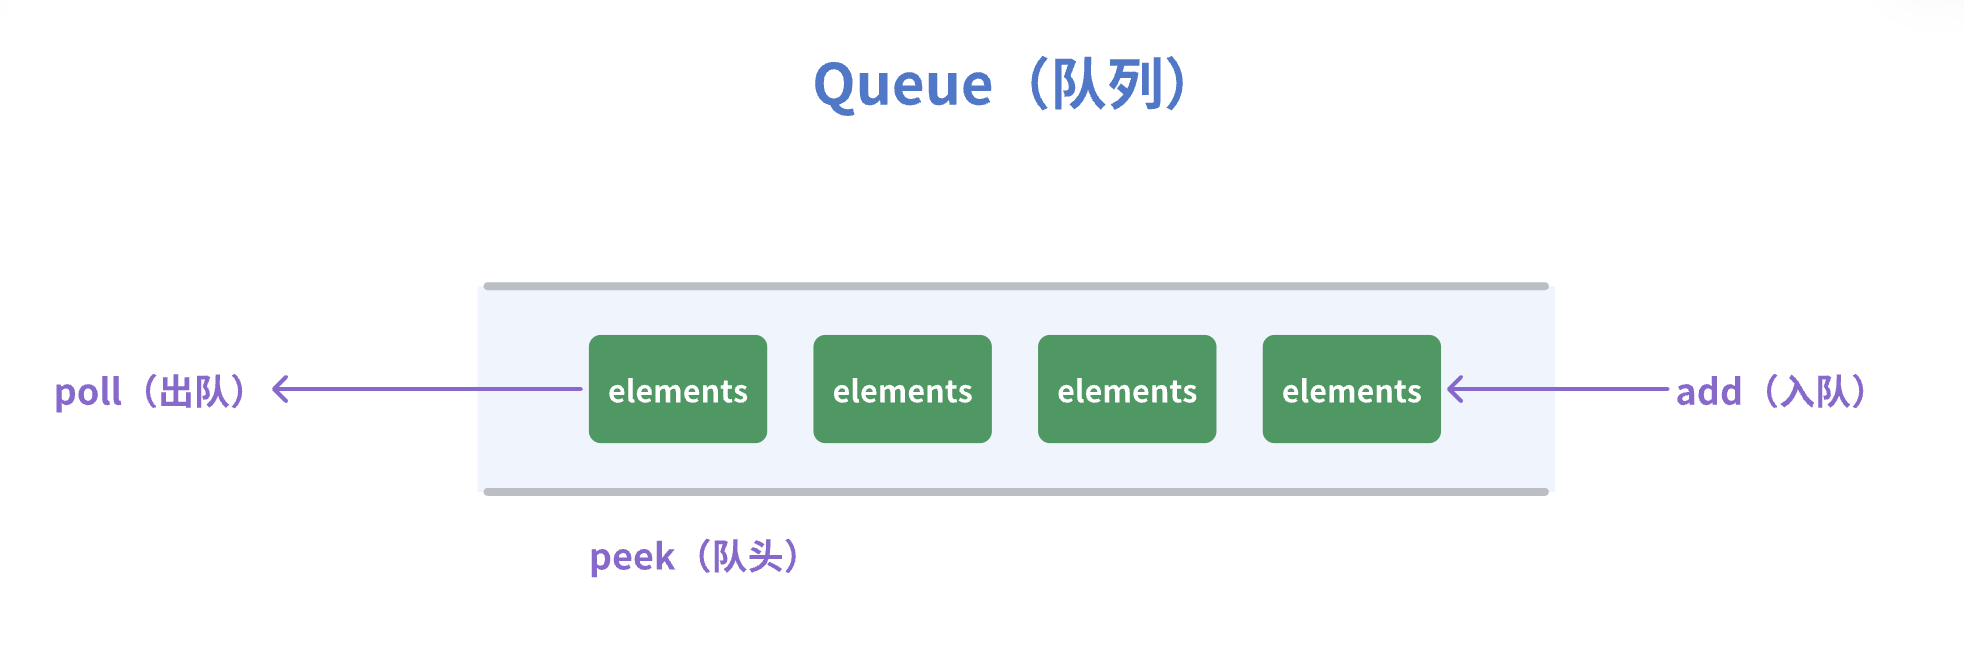 Queue（队列）
poll（出队）
elements
elements
elements
elements
add（入队）
peek（队头）